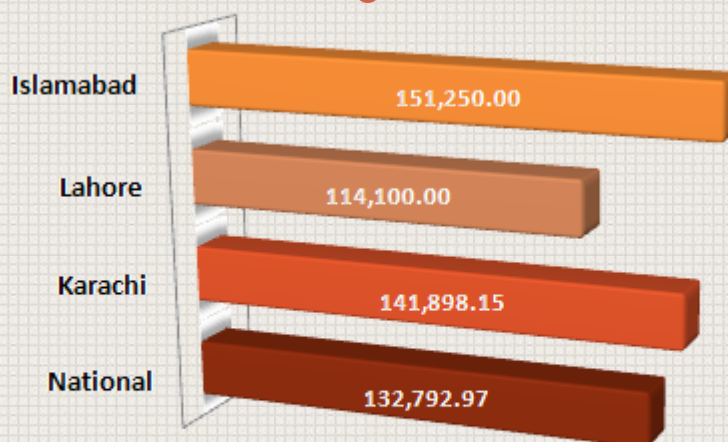 Islamabad 151,250.00
Lahore 114,100.00
Karachi 141,898.15
National 132,792.97